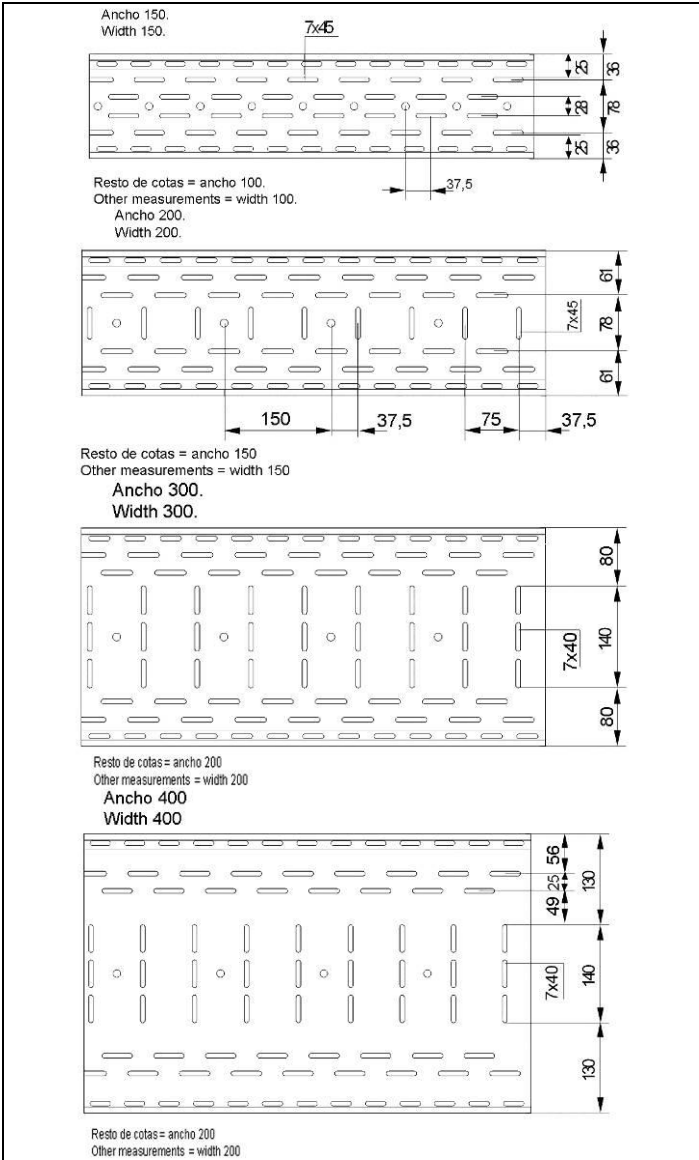 Ancho 150.
Width 150.
7x45
25
36
28
78
25
36
37,5
Resto de cotas = ancho 100.
Other measurements = width 100.
Ancho 200.
Width 200.
61
7x45
78
61
150
37,5
75
37,5
Resto de cotas = ancho 150
Other measurements = width 150
Ancho 300.
Width 300.
80
7x40
140
80
Resto de cotas = ancho 200
Other measurements = width 200
Ancho 400
Width 400
56
130
25
49
7x40
140
130
Resto de cotas = ancho 200
Other measurements = width 200